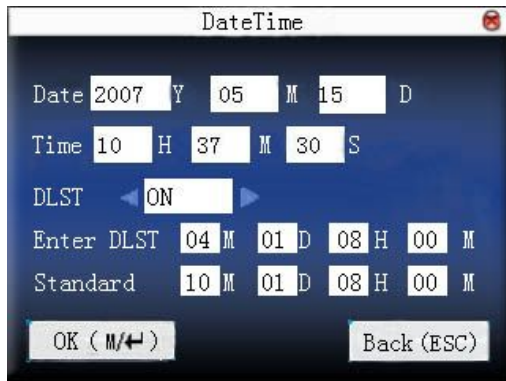 DateTime
Date 2007 Y 05 M 15 D
Time 10 H 37 M 30 S
DLST ON
Enter DLST 04 M 01 D 08 H 00 M
Standard 10 M 01 D 08 H 00 M
OK ( M/↵ ) Back (ESC)